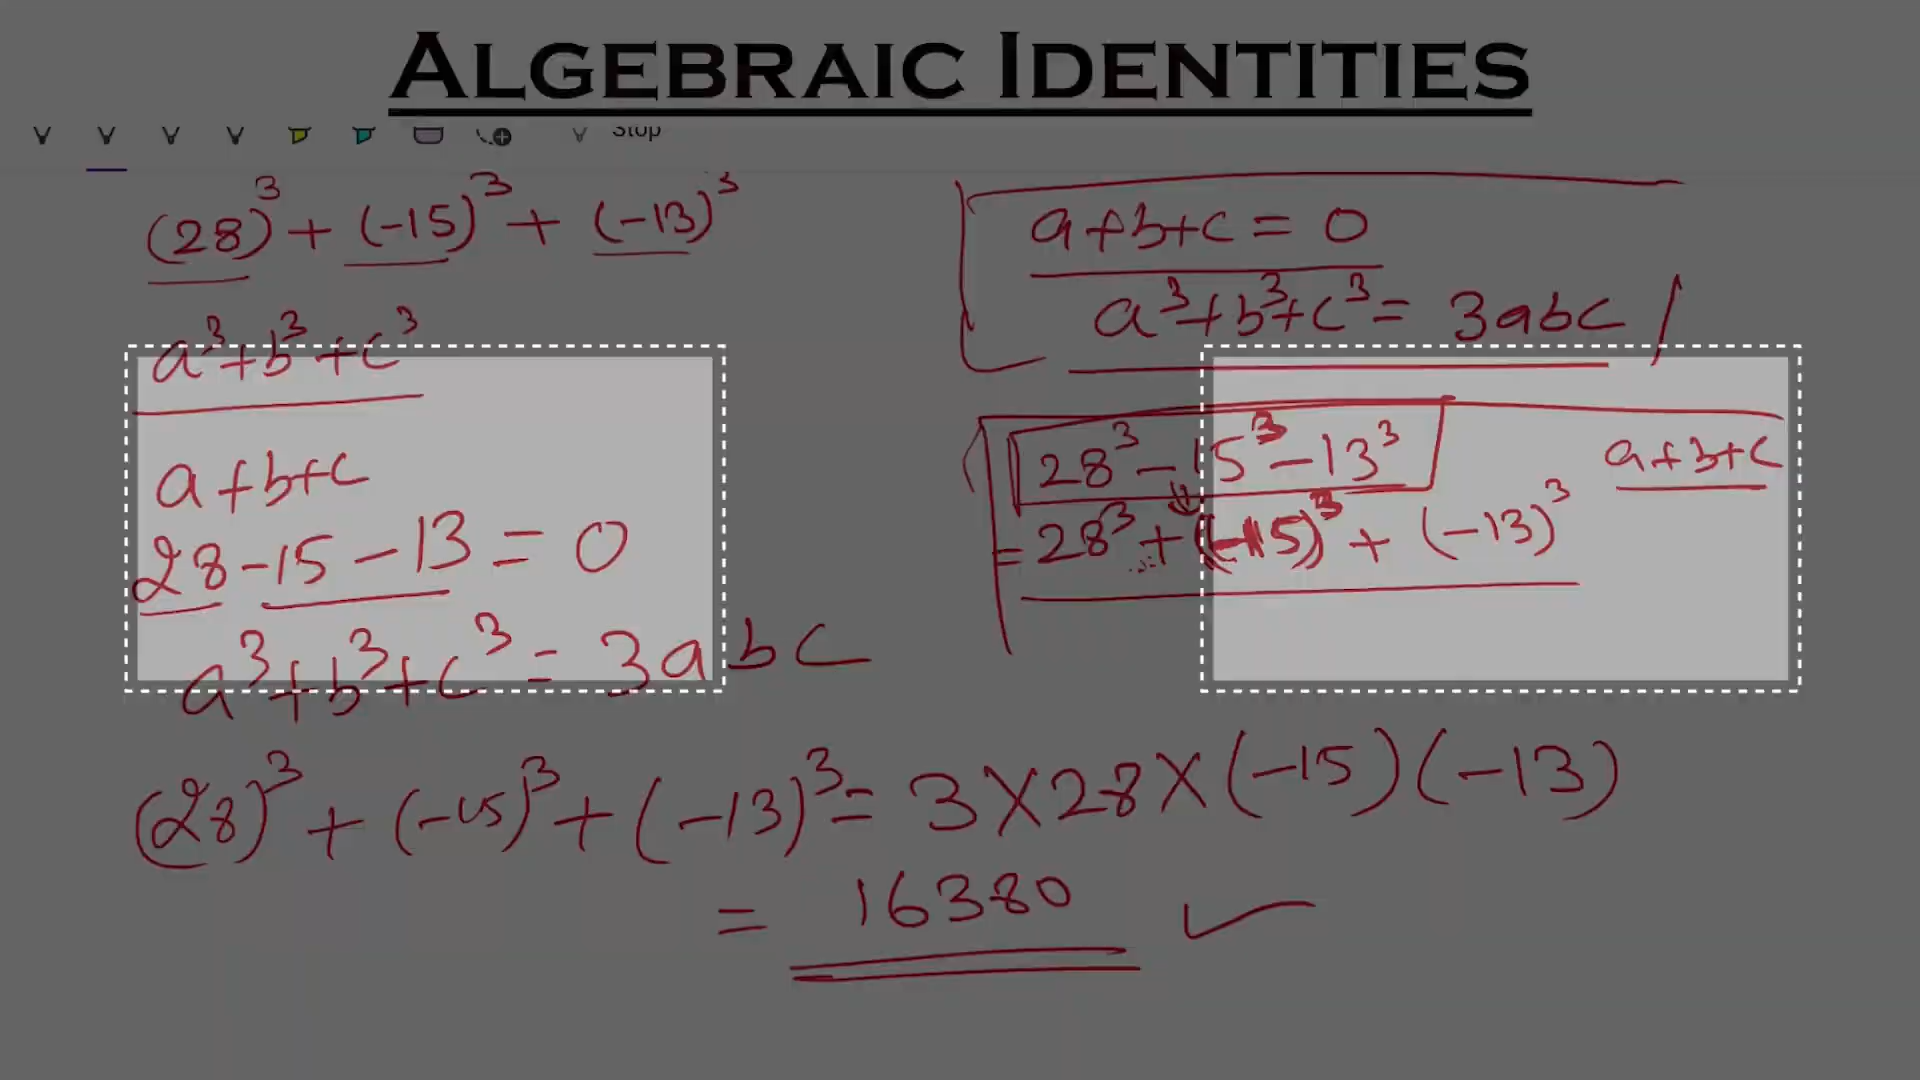 ALGEBRAIC IDENTITIES
Stop
(28)³ + (-15)³ + (-13)³
a³+b³+c³
a+b+c
28-15-13 = 0
a³+b³+c³ = 3abc
a+b+c = 0
a³+b³+c³ = 3abc
28³-15³-13³
a+b+c
= 28³+(-15)³ + (-13)³
(28)³ + (-15)³ + (-13)³ = 3×28×(-15)(-13)
= 16380